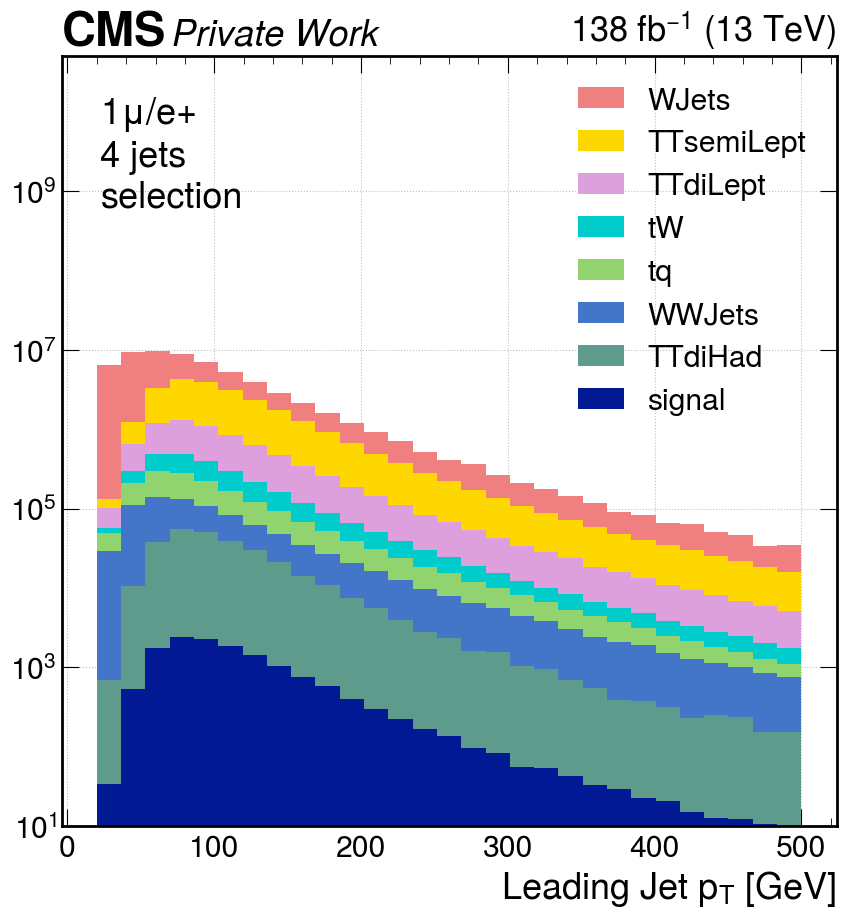 CMS Private Work 138 fb⁻¹ (13 TeV)
1μ/e+
4 jets
selection
WJets
TTsemiLept
TTdiLept
tW
tq
WWJets
TTdiHad
signal
10⁹
10⁷
10⁵
10³
10¹
0 100 200 300 400 500
Leading Jet p_T [GeV]